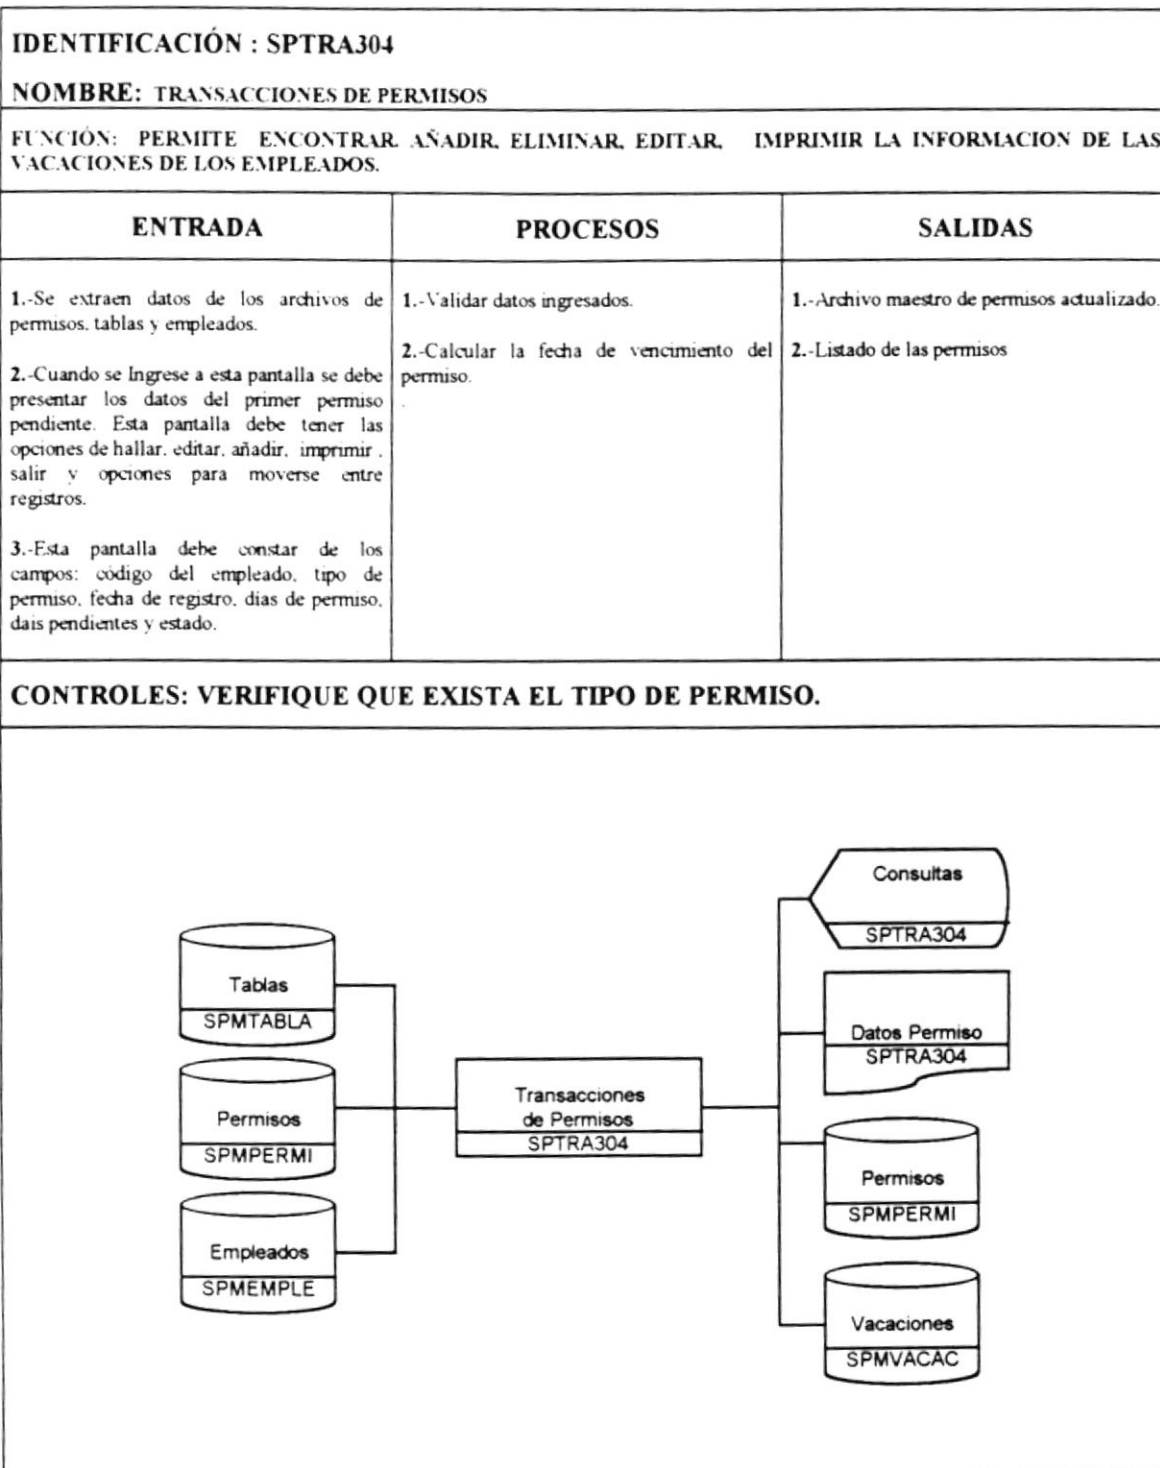 IDENTIFICACIÓN : SPTRA304
NOMBRE: TRANSACCIONES DE PERMISOS
FUNCIÓN: PERMITE ENCONTRAR, AÑADIR, ELIMINAR, EDITAR, IMPRIMIR LA INFORMACION DE LAS
VACACIONES DE LOS EMPLEADOS.
ENTRADA
1.-Se extraen datos de los archivos de
permisos, tablas y empleados.
2.-Cuando se Ingrese a esta pantalla se debe
presentar los datos del primer permiso
pendiente. Esta pantalla debe tener las
opciones de hallar, editar, añadir, imprimir ,
salir y opciones para moverse entre
registros.
3.-Esta pantalla debe constar de los
campos: código del empleado, tipo de
permiso, fecha de registro, dias de permiso,
dais pendientes y estado.
PROCESOS
1.-Validar datos ingresados.
2.-Calcular la fecha de vencimiento del
permiso.
.
SALIDAS
1.-Archivo maestro de permisos actualizado.
2.-Listado de las permisos
CONTROLES: VERIFIQUE QUE EXISTA EL TIPO DE PERMISO.
Tablas
SPMTABLA
Permisos
SPMPERMI
Empleados
SPMEMPLE
Transacciones
de Permisos
SPTRA304
Consultas
SPTRA304
Datos Permiso
SPTRA304
Permisos
SPMPERMI
Vacaciones
SPMVACAC